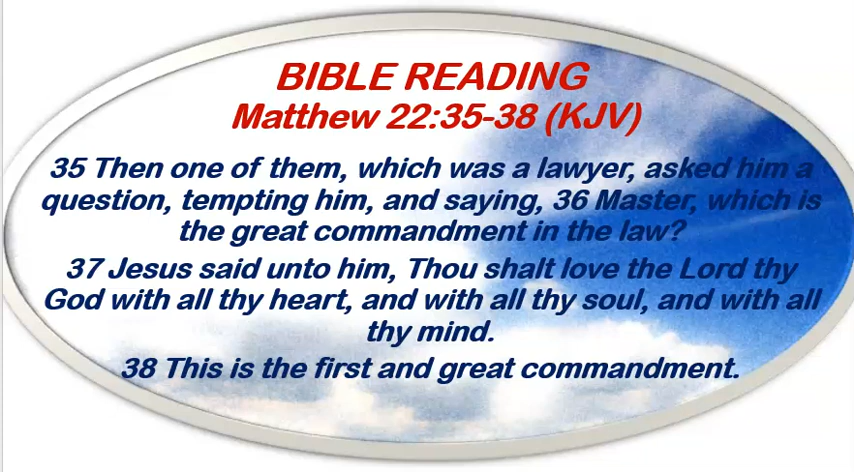 BIBLE READING
Matthew 22:35-38 (KJV)
35 Then one of them, which was a lawyer, asked him a
question, tempting him, and saying, 36 Master, which is
the great commandment in the law?
37 Jesus said unto him, Thou shalt love the Lord thy
God with all thy heart, and with all thy soul, and with all
thy mind.
38 This is the first and great commandment.